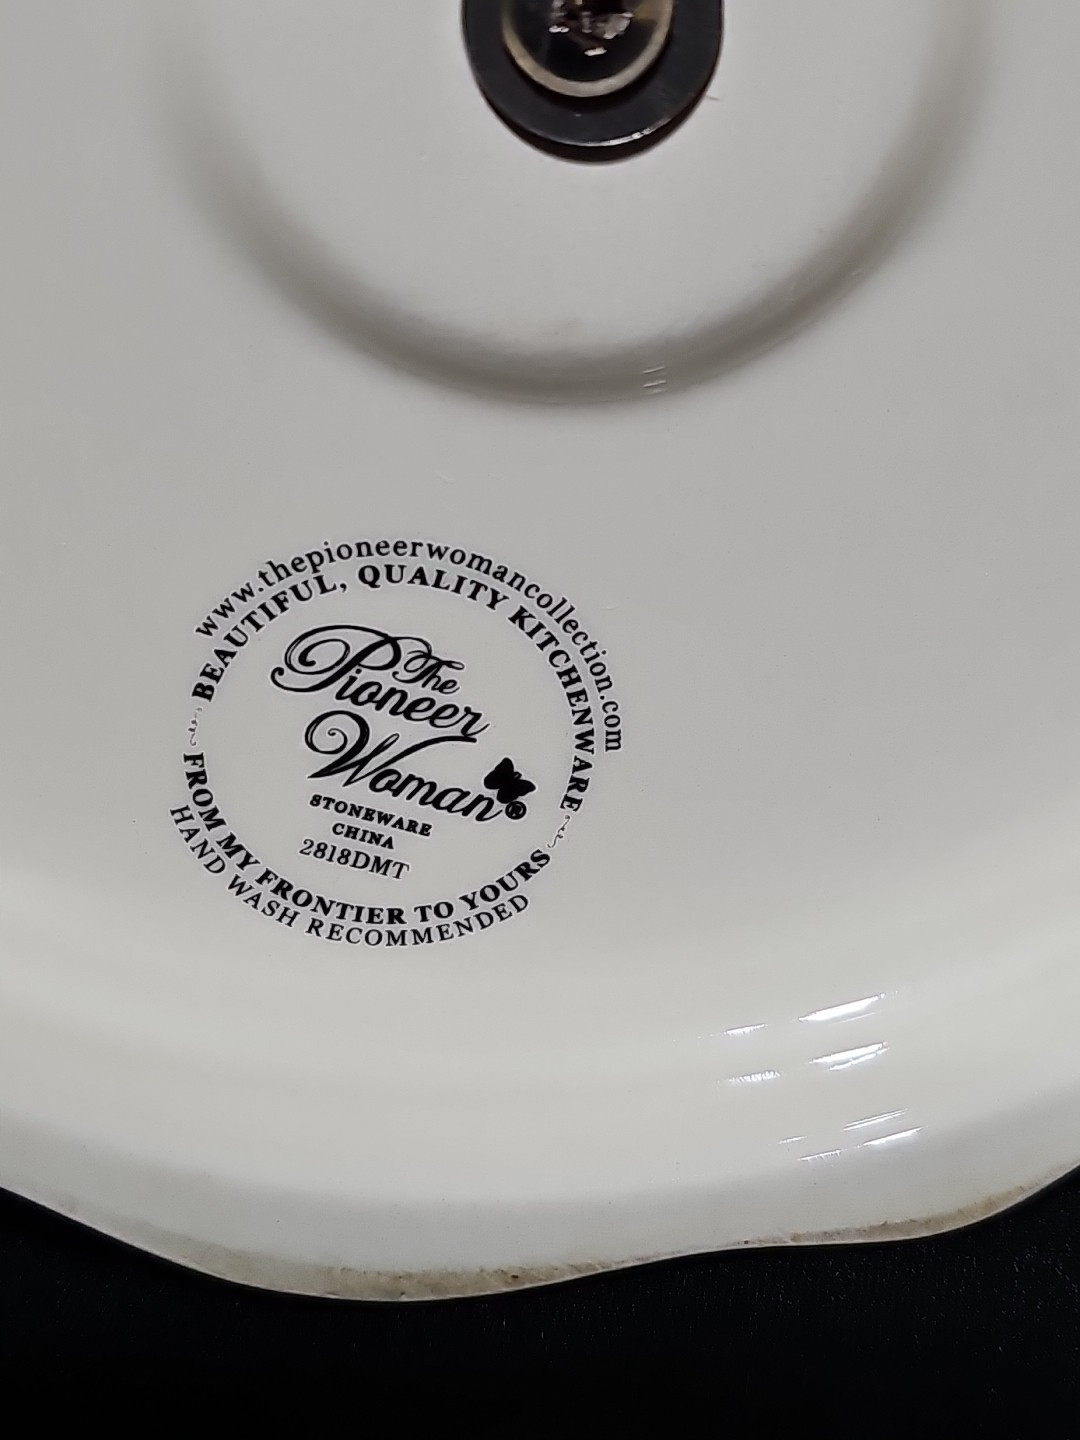 www.thepioneerwomancollection.com
BEAUTIFUL, QUALITY KITCHENWARE
The
Pioneer
Woman®
STONEWARE
CHINA
2818DMT
FROM MY FRONTIER TO YOURS
HAND WASH RECOMMENDED